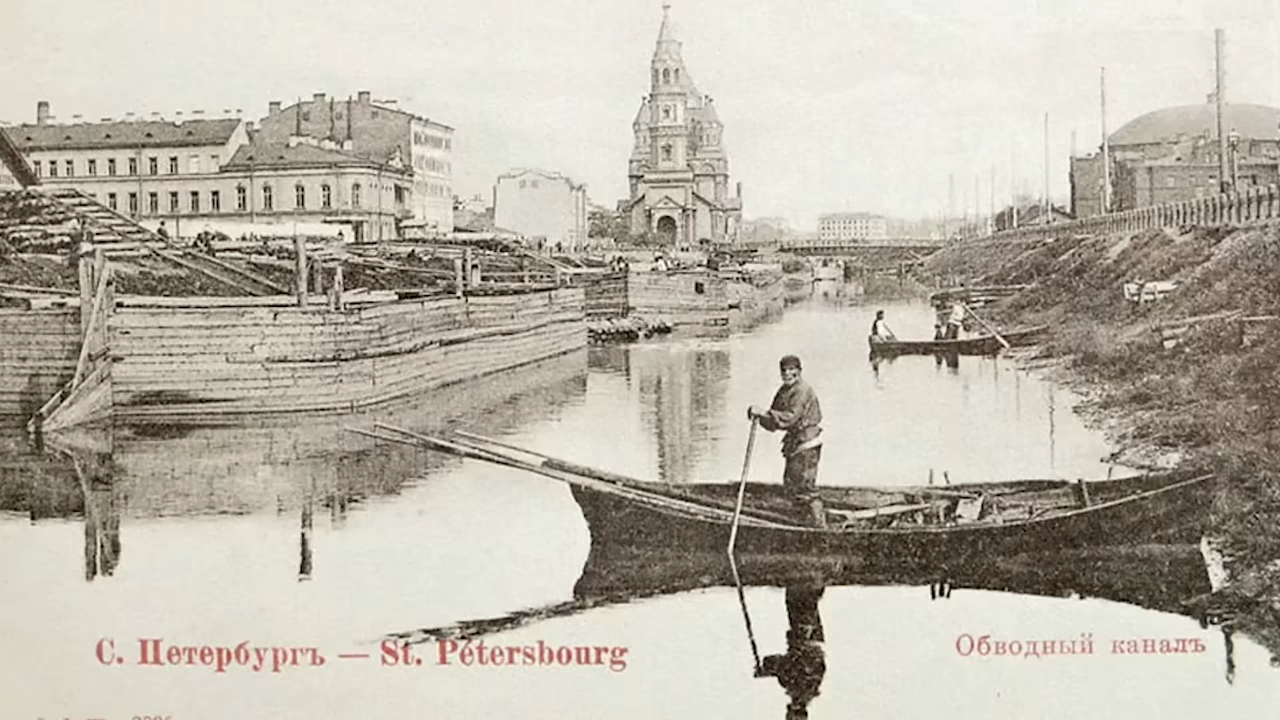 С. Петербургъ — St. Pétersbourg
Обводный каналъ